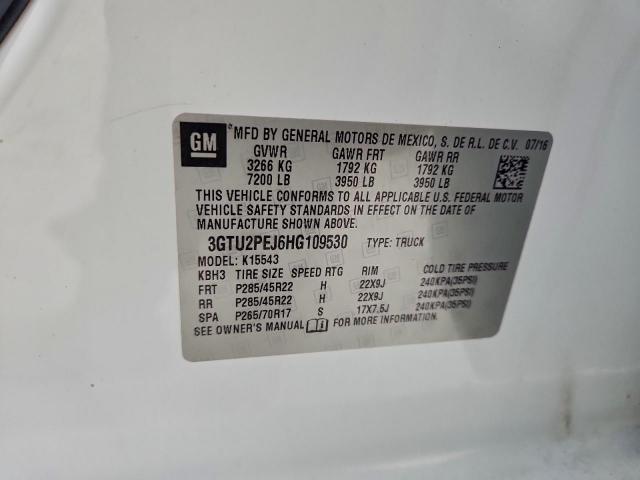 GM
MFD BY GENERAL MOTORS DE MEXICO, S. DE R.L. DE C.V. 07/16
GVWR GAWR FRT GAWR RR
3266 KG 1792 KG 1792 KG
7200 LB 3950 LB 3950 LB
THIS VEHICLE CONFORMS TO ALL APPLICABLE U.S. FEDERAL MOTOR
VEHICLE SAFETY STANDARDS IN EFFECT ON THE DATE OF
MANUFACTURE SHOWN ABOVE.
3GTU2PEJ6HG109530 TYPE: TRUCK
MODEL: K15543
KBH3 TIRE SIZE SPEED RTG RIM COLD TIRE PRESSURE
FRT P285/45R22 H 22X9J 240KPA(35PSI)
RR P285/45R22 H 22X9J 240KPA(35PSI)
SPA P265/70R17 S 17X7.5J 240KPA(35PSI)
SEE OWNER'S MANUAL FOR MORE INFORMATION.